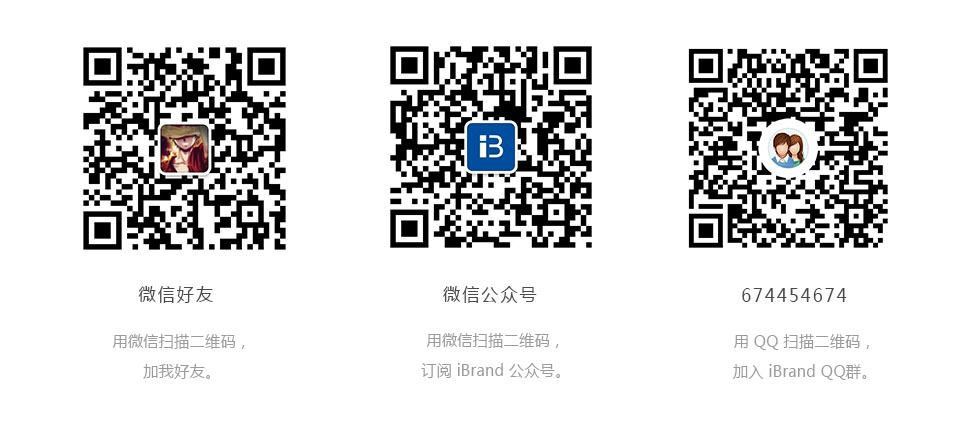 iB
微信好友
用微信扫描二维码，
加我好友。
微信公众号
用微信扫描二维码，
订阅 iBrand 公众号。
674454674
用 QQ 扫描二维码，
加入 iBrand QQ群。